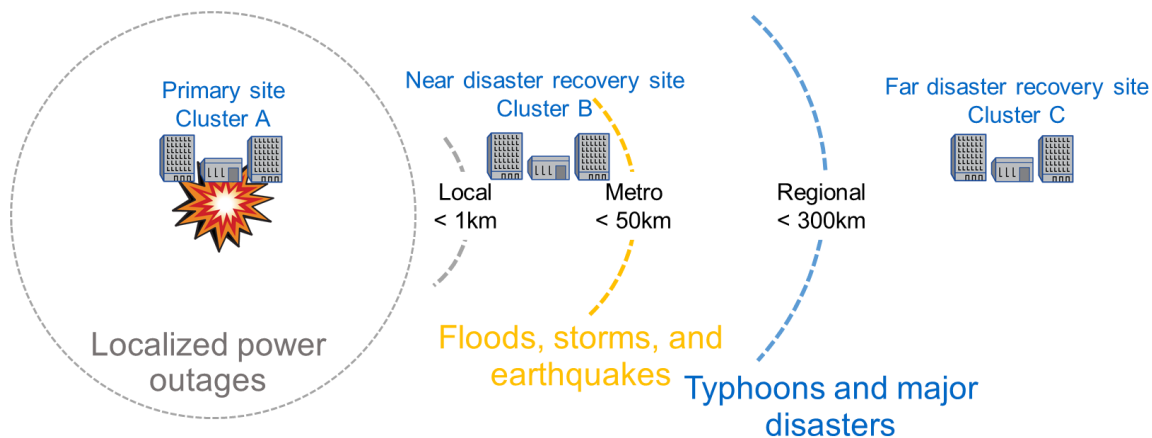 Primary site
Cluster A
Near disaster recovery site
Cluster B
Far disaster recovery site
Cluster C
Local
< 1km
Metro
< 50km
Regional
< 300km
Localized power
outages
Floods, storms, and
earthquakes
Typhoons and major
disasters